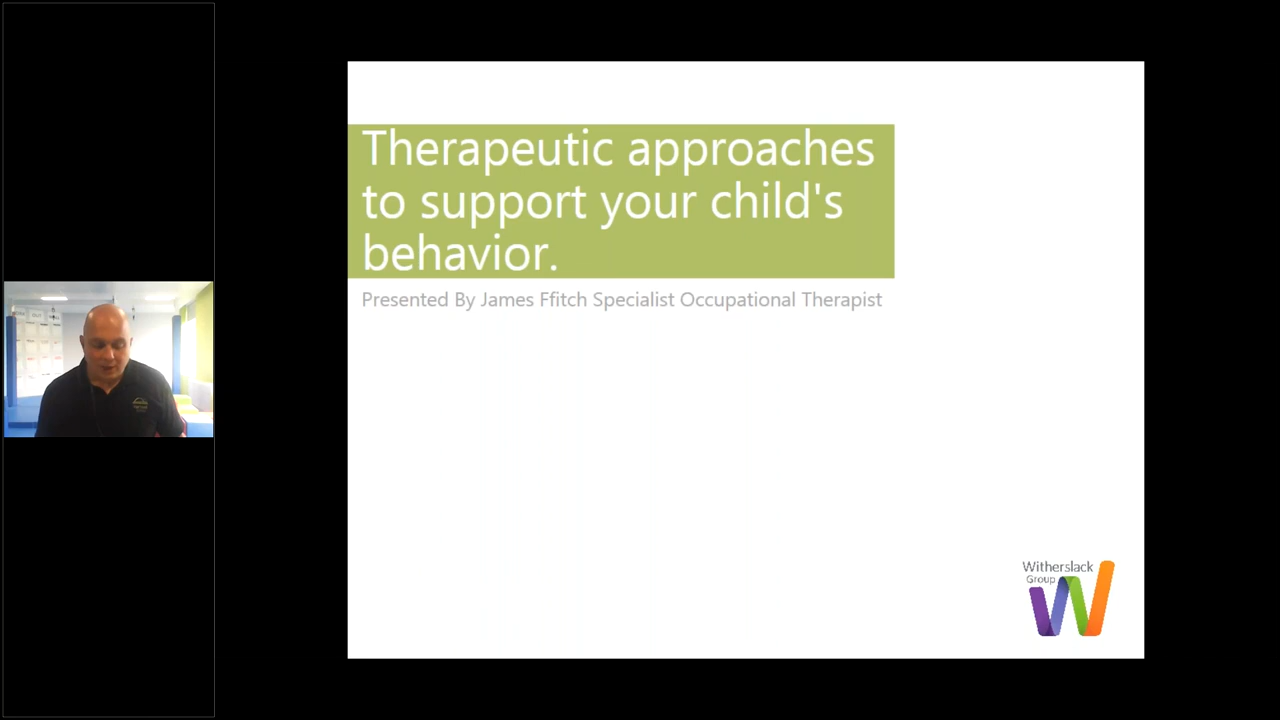 Therapeutic approaches
to support your child's
behavior.
Presented By James Ffitch Specialist Occupational Therapist
Witherslack
Group